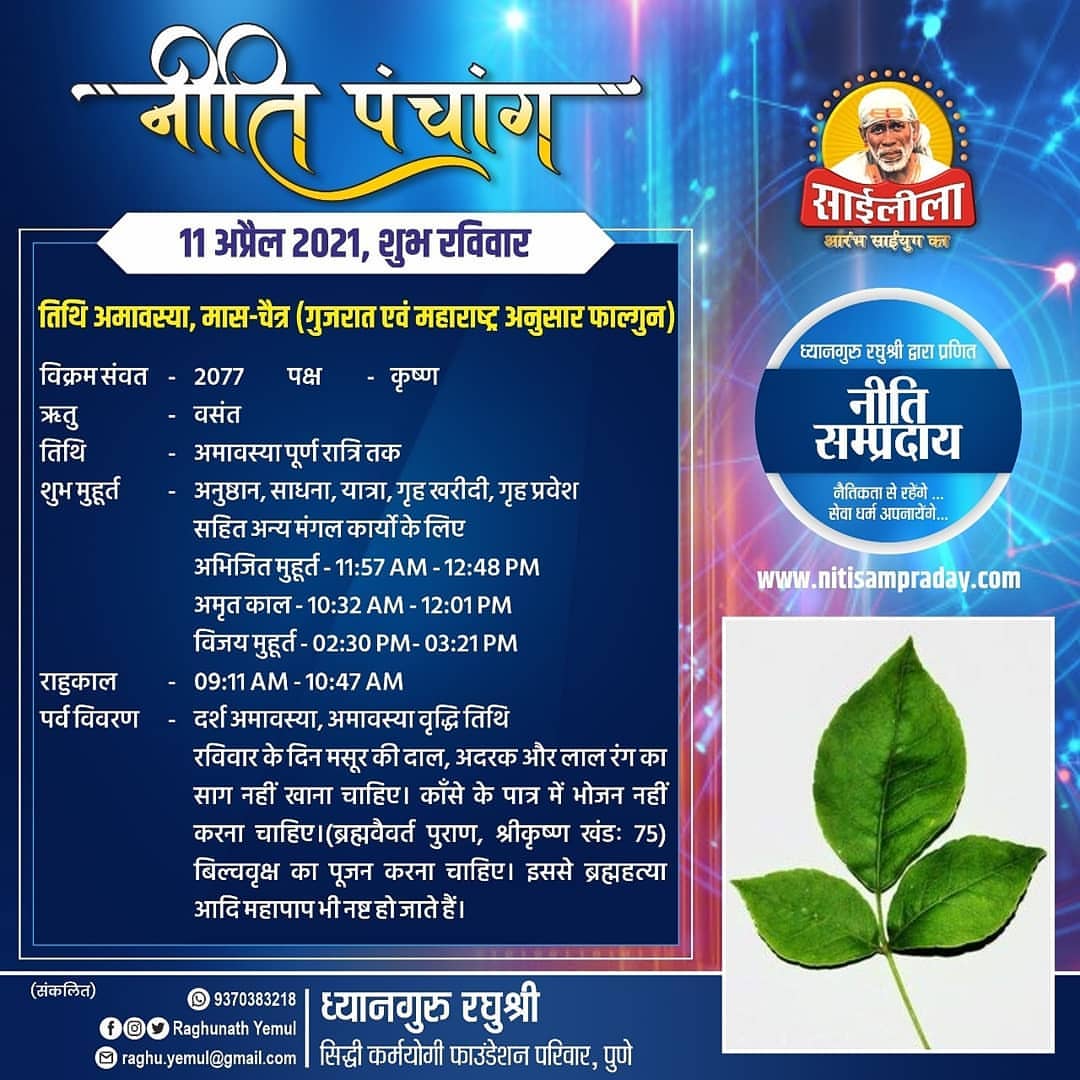 नीति पंचांग
11 अप्रैल 2021, शुभ रविवार
तिथि अमावस्या, मास-चैत्र (गुजरात एवं महाराष्ट्र अनुसार फाल्गुन)
विक्रम संवत - 2077 पक्ष - कृष्ण
ऋतु - वसंत
तिथि - अमावस्या पूर्ण रात्रि तक
शुभ मुहूर्त - अनुष्ठान, साधना, यात्रा, गृह खरीदी, गृह प्रवेश
सहित अन्य मंगल कार्यो के लिए
अभिजित मुहूर्त - 11:57 AM - 12:48 PM
अमृत काल - 10:32 AM - 12:01 PM
विजय मुहूर्त - 02:30 PM- 03:21 PM
राहुकाल - 09:11 AM - 10:47 AM
पर्व विवरण - दर्श अमावस्या, अमावस्या वृद्धि तिथि
रविवार के दिन मसूर की दाल, अदरक और लाल रंग का
साग नहीं खाना चाहिए। काँसे के पात्र में भोजन नहीं
करना चाहिए।(ब्रह्मवैवर्त पुराण, श्रीकृष्ण खंडः 75)
बिल्ववृक्ष का पूजन करना चाहिए। इससे ब्रह्महत्या
आदि महापाप भी नष्ट हो जाते हैं।
साईलीला
आरंभ साईयुग का
ध्यानगुरु रघुश्री द्वारा प्रणित
नीति
सम्प्रदाय
नैतिकता से रहेंगे ...
सेवा धर्म अपनायेंगे...
www.nitisampraday.com
(संकलित)
9370383218
Raghunath Yemul
raghu.yemul@gmail.com
ध्यानगुरु रघुश्री
सिद्धी कर्मयोगी फाउंडेशन परिवार, पुणे